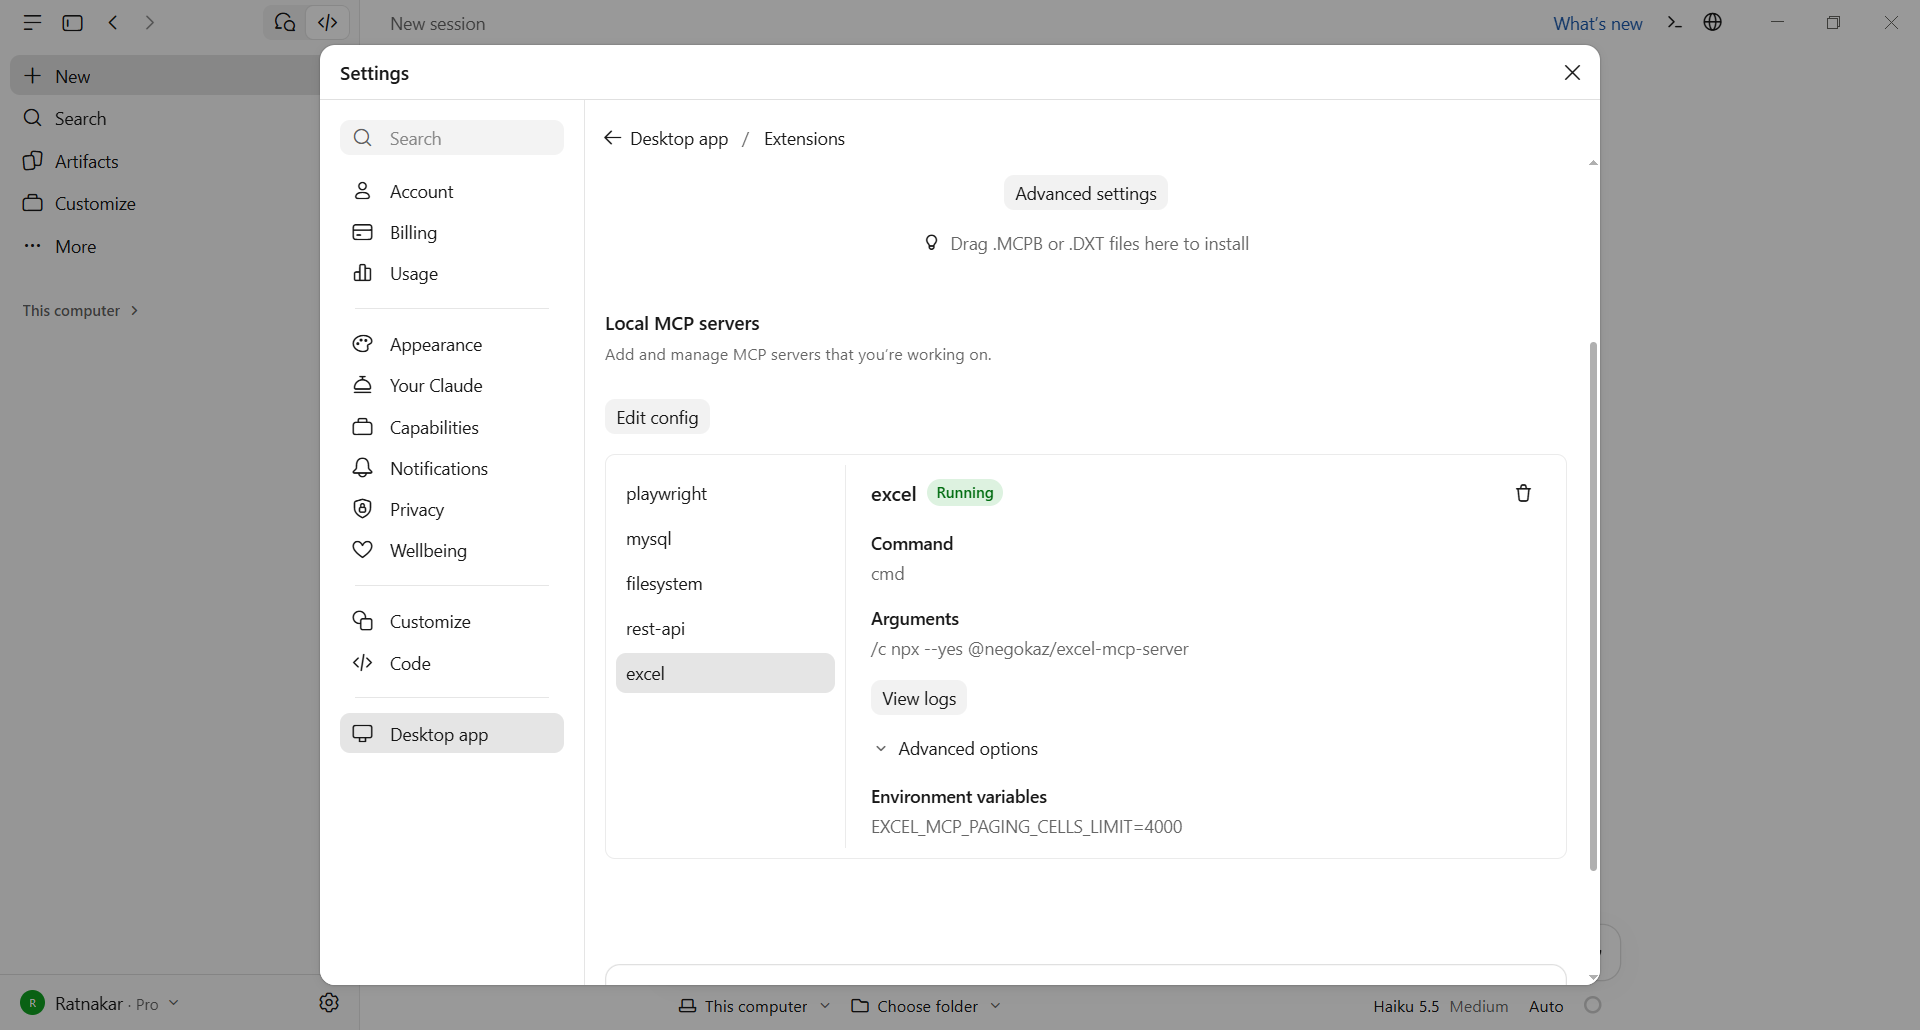 New session
What's new
New
Search
Artifacts
Customize
More
This computer
Settings
Search
Account
Billing
Usage
Appearance
Your Claude
Capabilities
Notifications
Privacy
Wellbeing
Customize
Code
Desktop app
Desktop app / Extensions
Advanced settings
Drag .MCPB or .DXT files here to install
Local MCP servers
Add and manage MCP servers that you're working on.
Edit config
playwright
mysql
filesystem
rest-api
excel
excel Running
Command
cmd
Arguments
/c npx --yes @negokaz/excel-mcp-server
View logs
Advanced options
Environment variables
EXCEL_MCP_PAGING_CELLS_LIMIT=4000
R Ratnakar · Pro
This computer
Choose folder
Haiku 5.5 Medium Auto